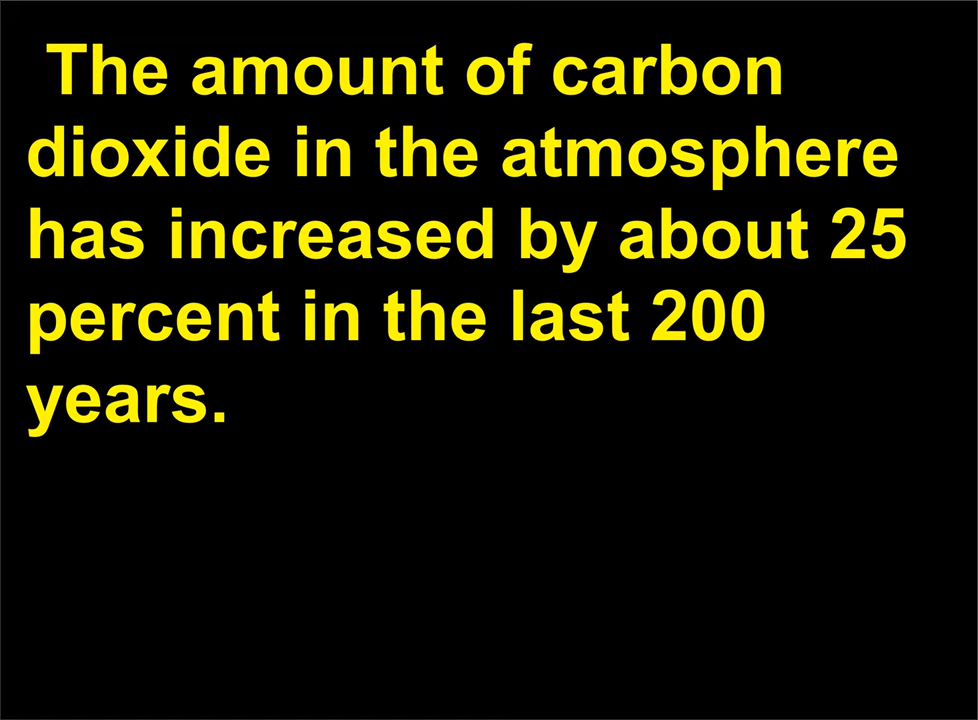 The amount of carbon
dioxide in the atmosphere
has increased by about 25
percent in the last 200
years.